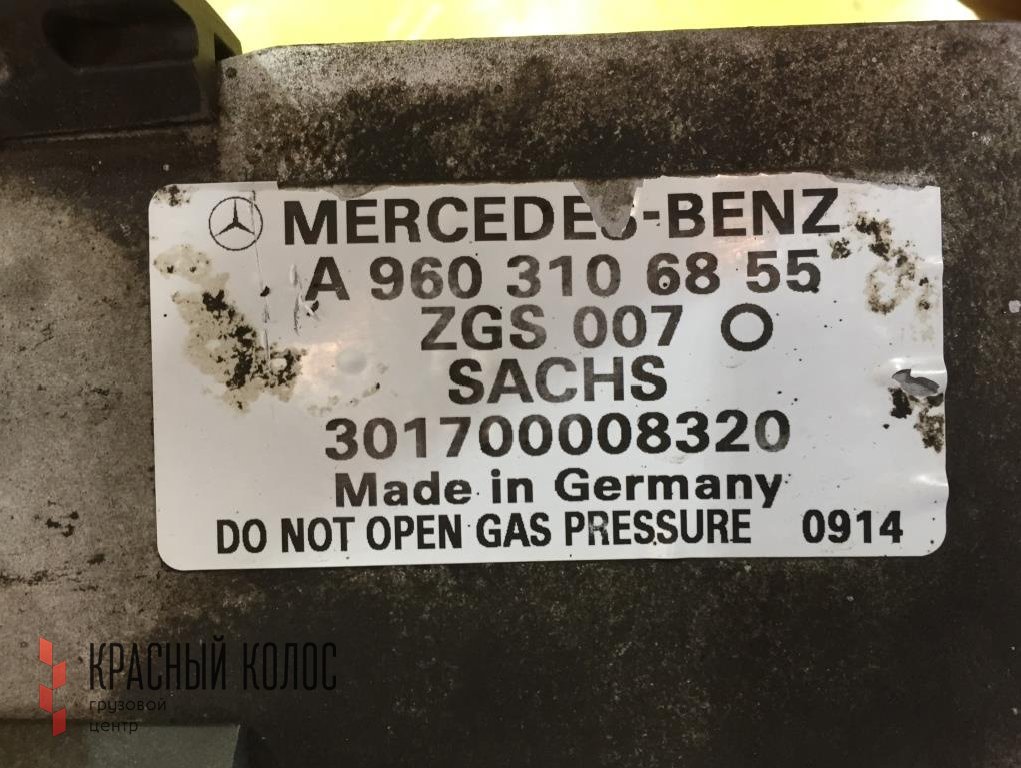 MERCEDES-BENZ
A 960 310 68 55
ZGS 007 O
SACHS
301700008320
Made in Germany
DO NOT OPEN GAS PRESSURE 0914
КРАСНЫЙ КОЛОС
грузовой
центр